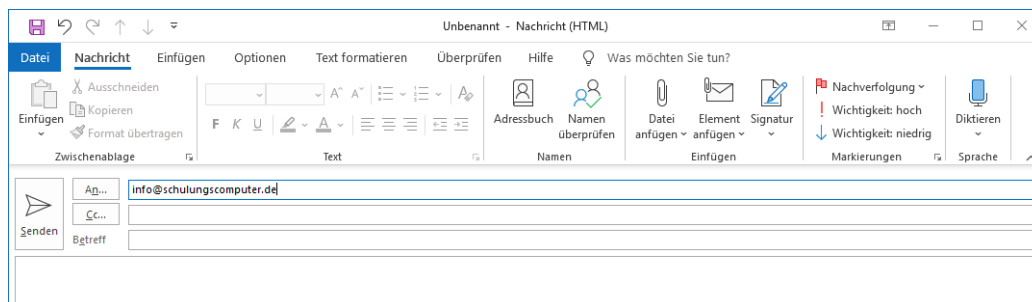 Unbenannt - Nachricht (HTML)
Datei Nachricht Einfügen Optionen Text formatieren Überprüfen Hilfe Was möchten Sie tun?
Einfügen
Ausschneiden
Kopieren
Format übertragen
Zwischenablage
F K U
Text
Adressbuch
Namen überprüfen
Namen
Datei anfügen
Element anfügen
Signatur
Einfügen
Nachverfolgung
Wichtigkeit: hoch
Wichtigkeit: niedrig
Markierungen
Diktieren
Sprache
Senden
An... info@schulungscomputer.de
Cc...
Betreff